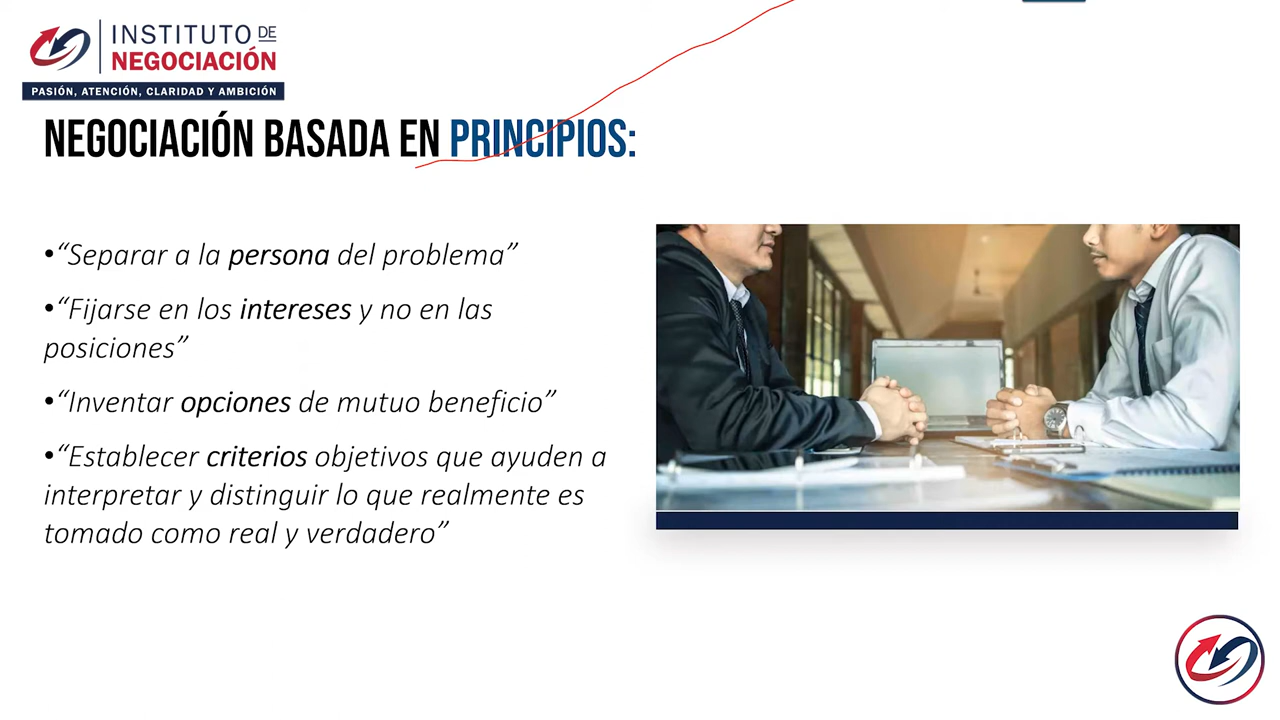 INSTITUTO DE
NEGOCIACIÓN
PASIÓN, ATENCIÓN, CLARIDAD Y AMBICIÓN
NEGOCIACIÓN BASADA EN PRINCIPIOS:
•“Separar a la persona del problema”
•“Fijarse en los intereses y no en las
posiciones”
•“Inventar opciones de mutuo beneficio”
•“Establecer criterios objetivos que ayuden a
interpretar y distinguir lo que realmente es
tomado como real y verdadero”